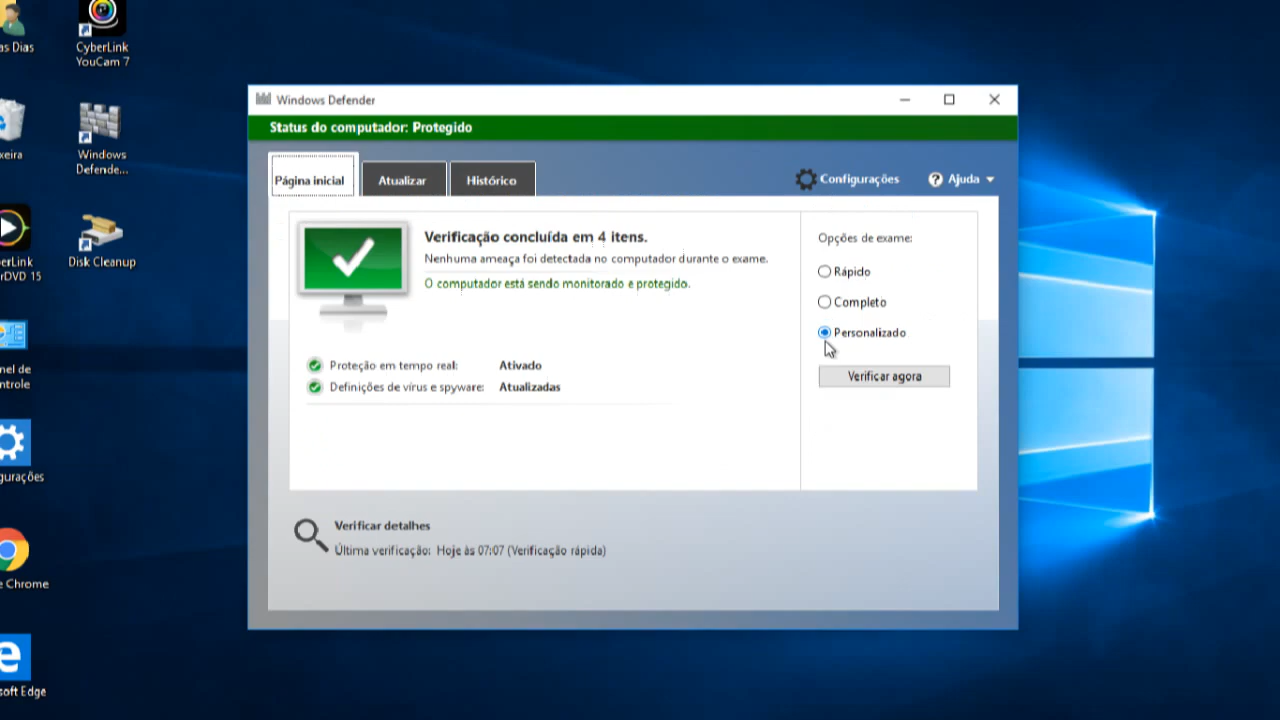 as Dias
CyberLink
YouCam 7
xeira
Windows
Defende...
erLink
rDVD 15
Disk Cleanup
nel de
ntrole
gurações
e Chrome
soft Edge
Windows Defender
Status do computador: Protegido
Página inicial
Atualizar
Histórico
Configurações
Ajuda
Verificação concluída em 4 itens.
Nenhuma ameaça foi detectada no computador durante o exame.
O computador está sendo monitorado e protegido.
Proteção em tempo real: Ativado
Definições de vírus e spyware: Atualizadas
Opções de exame:
Rápido
Completo
Personalizado
Verificar agora
Verificar detalhes
Última verificação: Hoje às 07:07 (Verificação rápida)